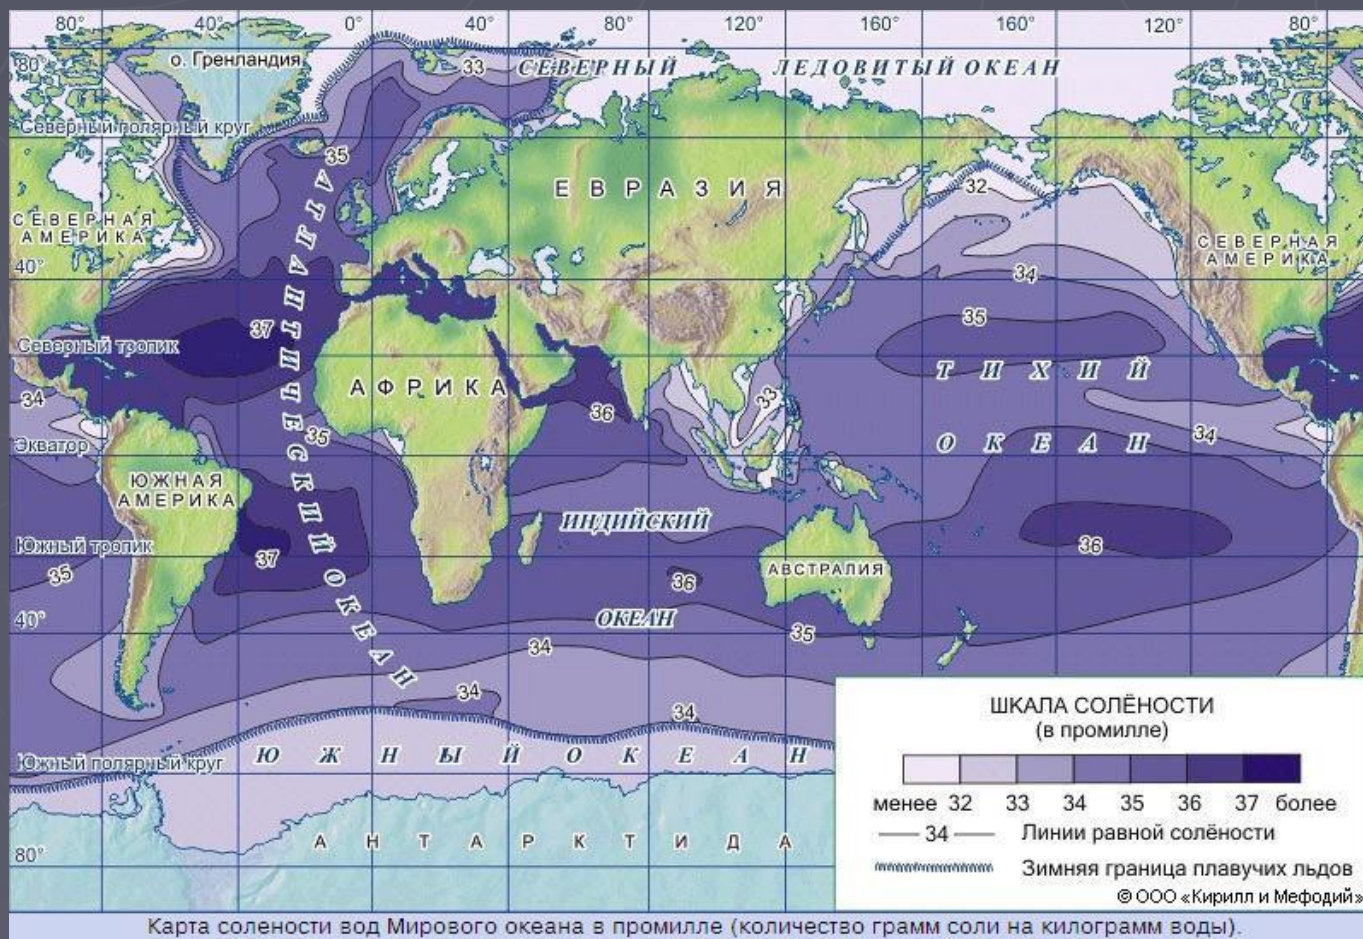 80° 40° 0° 40° 80° 120° 160° 160° 120° 80°
80°
о. Гренландия
33
СЕВЕРНЫЙ ЛЕДОВИТЫЙ ОКЕАН
Северный полярный круг
35
ЕВРАЗИЯ
32
СЕВЕРНАЯ
АМЕРИКА
СЕВЕРНАЯ
АМЕРИКА
40°
34
АТЛАНТИЧЕСКИЙ ОКЕАН
37
35
Северный тропик
ТИХИЙ
АФРИКА
34
36
33
35
34
Экватор
ОКЕАН
ЮЖНАЯ
АМЕРИКА
ИНДИЙСКИЙ
Южный тропик
37
36
35
36
АВСТРАЛИЯ
40°
ОКЕАН
35
34
34
34
ЮЖНЫЙ ОКЕАН
Южный полярный круг
АНТАРКТИДА
80°
ШКАЛА СОЛЁНОСТИ
(в промилле)
менее 32 33 34 35 36 37 более
34 Линии равной солёности
Зимняя граница плавучих льдов
© ООО «Кирилл и Мефодий»
Карта солености вод Мирового океана в промилле (количество грамм соли на килограмм воды).